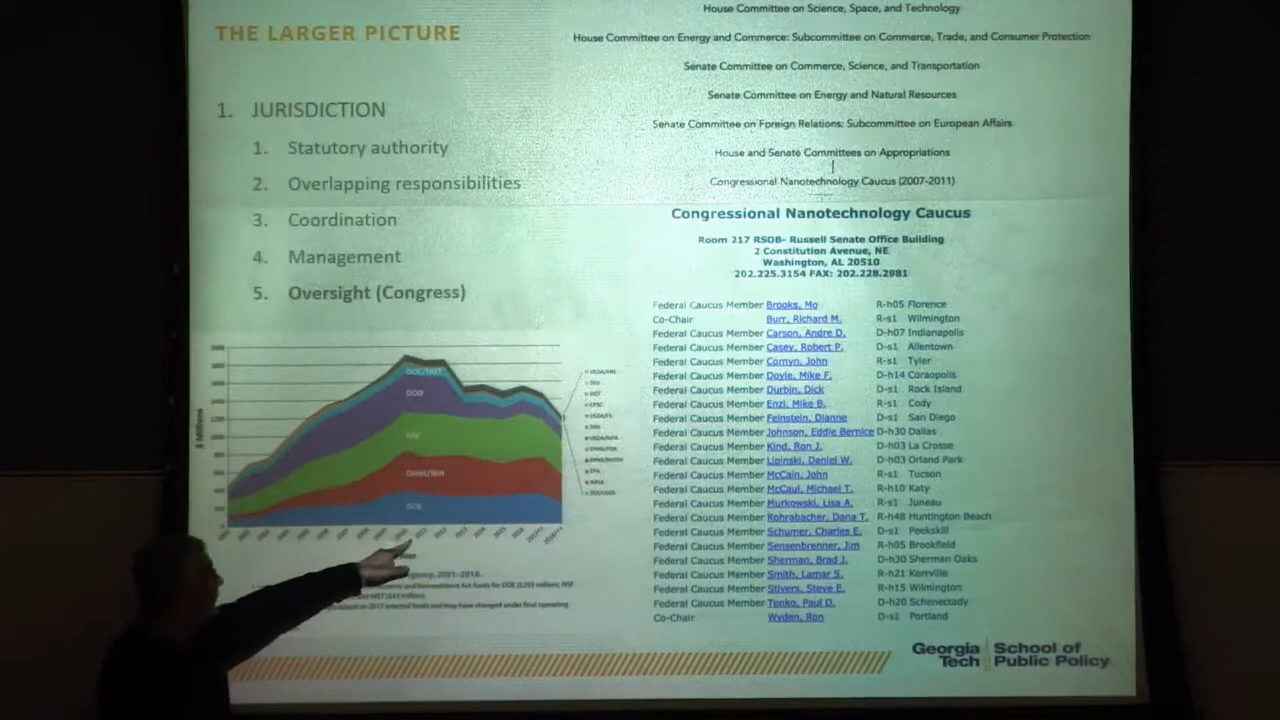 THE LARGER PICTURE
1. JURISDICTION
1. Statutory authority
2. Overlapping responsibilities
3. Coordination
4. Management
5. Oversight (Congress)
House Committee on Science, Space, and Technology
House Committee on Energy and Commerce: Subcommittee on Commerce, Trade, and Consumer Protection
Senate Committee on Commerce, Science, and Transportation
Senate Committee on Energy and Natural Resources
Senate Committee on Foreign Relations: Subcommittee on European Affairs
House and Senate Committees on Appropriations
Congressional Nanotechnology Caucus (2007-2011)
Congressional Nanotechnology Caucus
Room 217 RSOB- Russell Senate Office Building
2 Constitution Avenue, NE
Washington, AL 20510
202.225.3154 FAX: 202.228.2981
Federal Caucus Member Brooks, Mo R-h05 Florence
Co-Chair Burr, Richard M. R-s1 Wilmington
Federal Caucus Member Carson, Andre D. D-h07 Indianapolis
Federal Caucus Member Casey, Robert P. D-s1 Allentown
Federal Caucus Member Cornyn, John R-s1 Tyler
Federal Caucus Member Doyle, Mike F. D-h14 Coraopolis
Federal Caucus Member Durbin, Dick D-s1 Rock Island
Federal Caucus Member Enzi, Mike B. R-s1 Cody
Federal Caucus Member Feinstein, Dianne D-s1 San Diego
Federal Caucus Member Johnson, Eddie Bernice D-h30 Dallas
Federal Caucus Member Kind, Ron J. D-h03 La Crosse
Federal Caucus Member Lipinski, Daniel W. D-h03 Orland Park
Federal Caucus Member McCain, John R-s1 Tucson
Federal Caucus Member McCaul, Michael T. R-h10 Katy
Federal Caucus Member Murkowski, Lisa A. R-s1 Juneau
Federal Caucus Member Rohrabacher, Dana T. R-h48 Huntington Beach
Federal Caucus Member Schumer, Charles E. D-s1 Peekskill
Federal Caucus Member Sensenbrenner, Jim R-h05 Brookfield
Federal Caucus Member Sherman, Brad J. D-h30 Sherman Oaks
Federal Caucus Member Smith, Lamar S. R-h21 Kerrville
Federal Caucus Member Stivers, Steve E. R-h15 Wilmington
Federal Caucus Member Tonko, Paul D. D-h20 Schenectady
Co-Chair Wyden, Ron D-s1 Portland
$ Millions
DOC/NIST
DOD
NSF
DHHS/NIH
DOE
2001-2018.
Georgia Tech School of
Public Policy